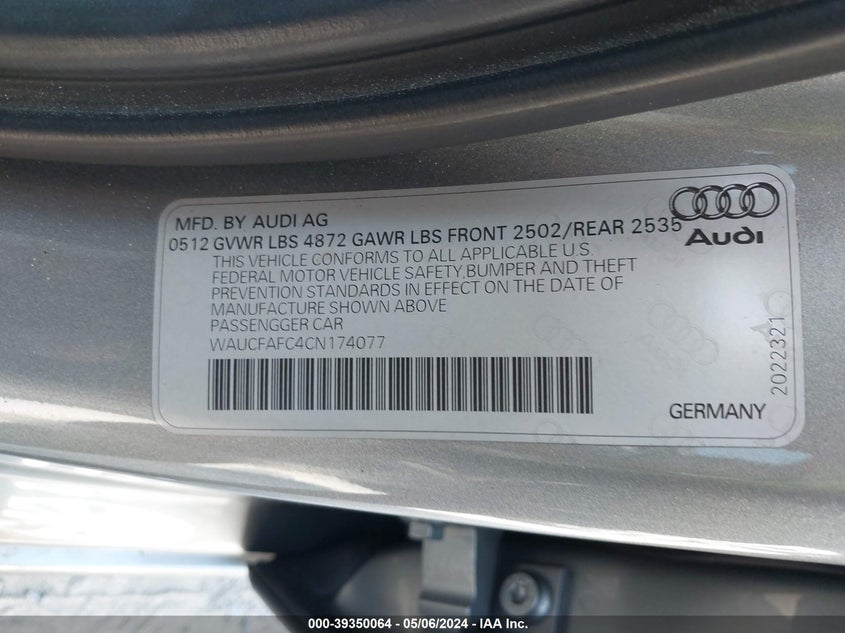 MFD. BY AUDI AG
0512 GVWR LBS 4872 GAWR LBS FRONT 2502/REAR 2535
THIS VEHICLE CONFORMS TO ALL APPLICABLE U.S.
FEDERAL MOTOR VEHICLE SAFETY,BUMPER AND THEFT
PREVENTION STANDARDS IN EFFECT ON THE DATE OF
MANUFACTURE SHOWN ABOVE
PASSENGGER CAR
WAUCFAFC4CN174077
Audi
2022321
GERMANY
000-39350064 - 05/06/2024 - IAA Inc.